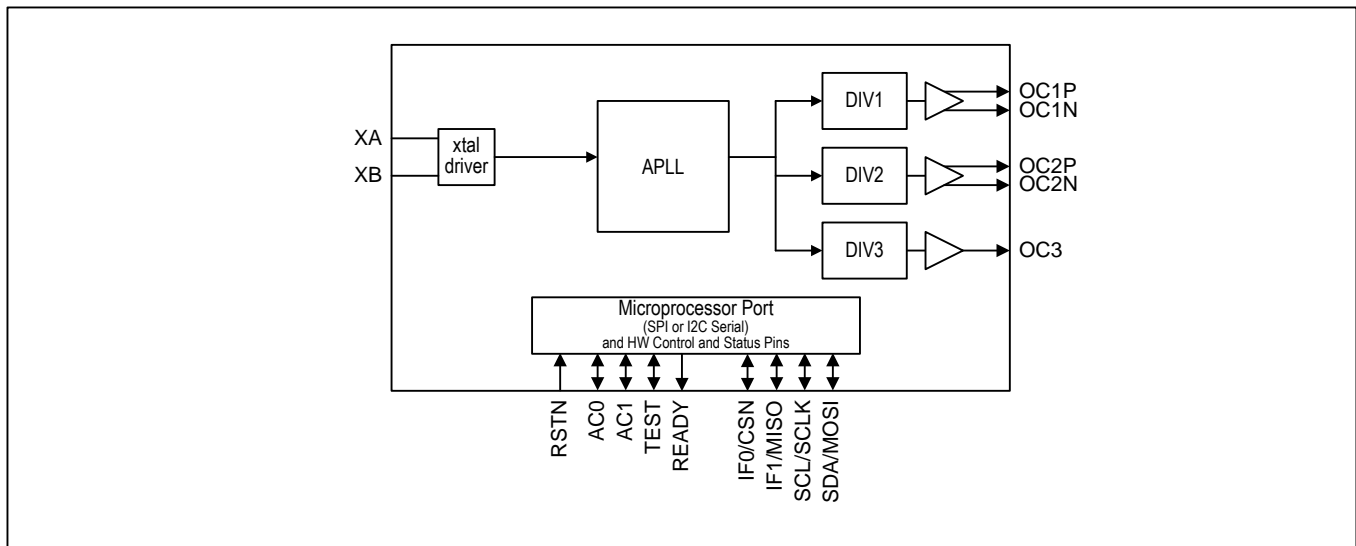 XA
XB
xtal
driver
APLL
DIV1
DIV2
DIV3
OC1P
OC1N
OC2P
OC2N
OC3
Microprocessor Port
(SPI or I2C Serial)
and HW Control and Status Pins
RSTN
AC0
AC1
TEST
READY
IF0/CSN
IF1/MISO
SCL/SCLK
SDA/MOSI